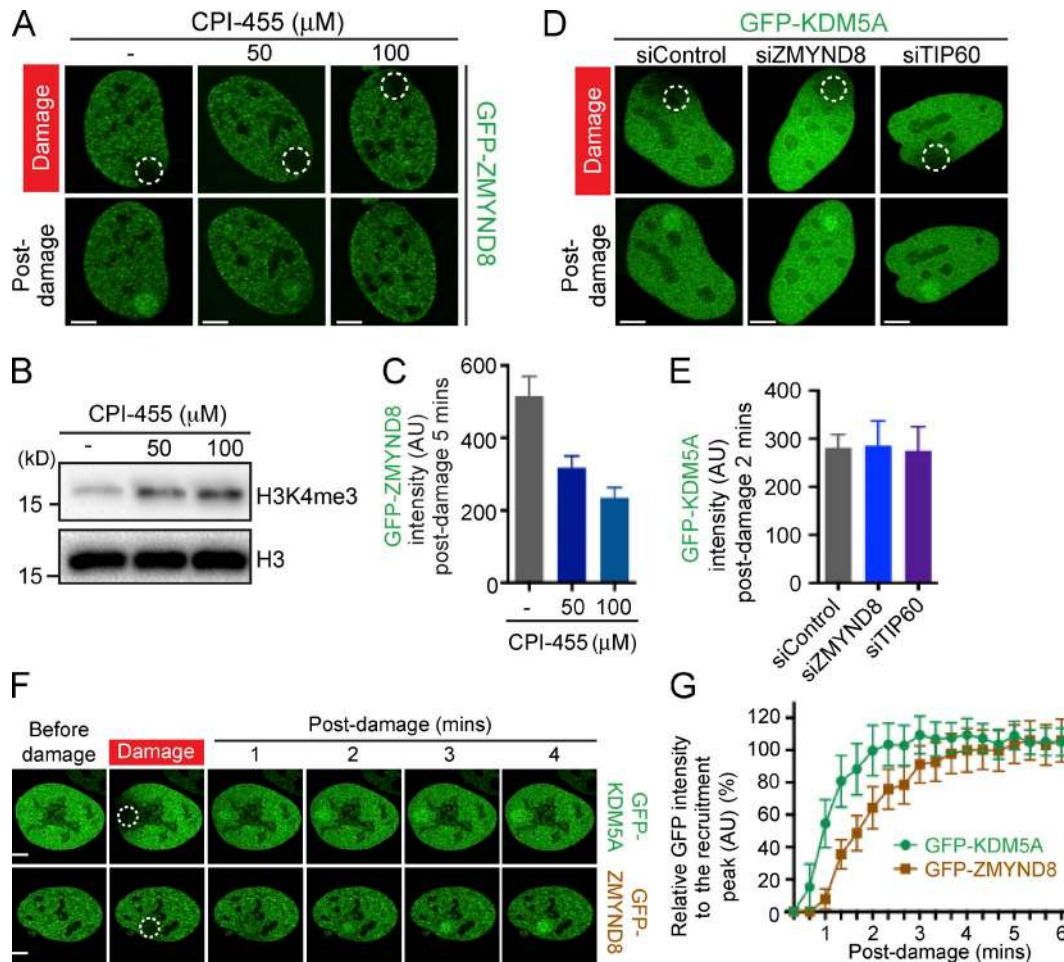 A
CPI-455 (μM)
-
50
100
Damage
Post-
damage
GFP-ZMYND8
D
GFP-KDM5A
siControl
siZMYND8
siTIP60
Damage
Post-
damage
B
CPI-455 (μM)
(kD)
-
50
100
15
H3K4me3
15
H3
C
GFP-ZMYND8
intensity (AU)
post-damage 5 mins
600
400
200
0
-
50
100
CPI-455 (μM)
E
GFP-KDM5A
intensity (AU)
post-damage 2 mins
400
300
200
100
0
siControl
siZMYND8
siTIP60
F
Before
damage
Damage
Post-damage (mins)
1
2
3
4
GFP-
KDM5A
GFP-
ZMYND8
G
Relative GFP intensity
to the recruitment
peak (AU) (%)
120
100
80
60
40
20
0
GFP-KDM5A
GFP-ZMYND8
1
2
3
4
5
6
Post-damage (mins)